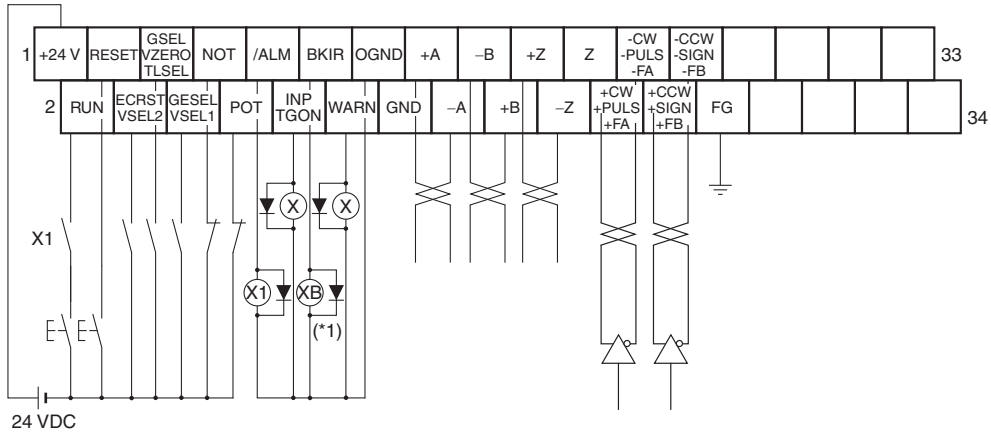 1 +24 V RESET GSEL VZERO TLSEL NOT /ALM BKIR OGND +A −B +Z Z -CW -PULS -FA -CCW -SIGN -FB 33
2 RUN ECRST VSEL2 GESEL VSEL1 POT INP TGON WARN GND −A +B −Z +CW +PULS +FA +CCW +SIGN +FB FG 34
X X
X1
X1 XB
(*1)
E E
24 VDC